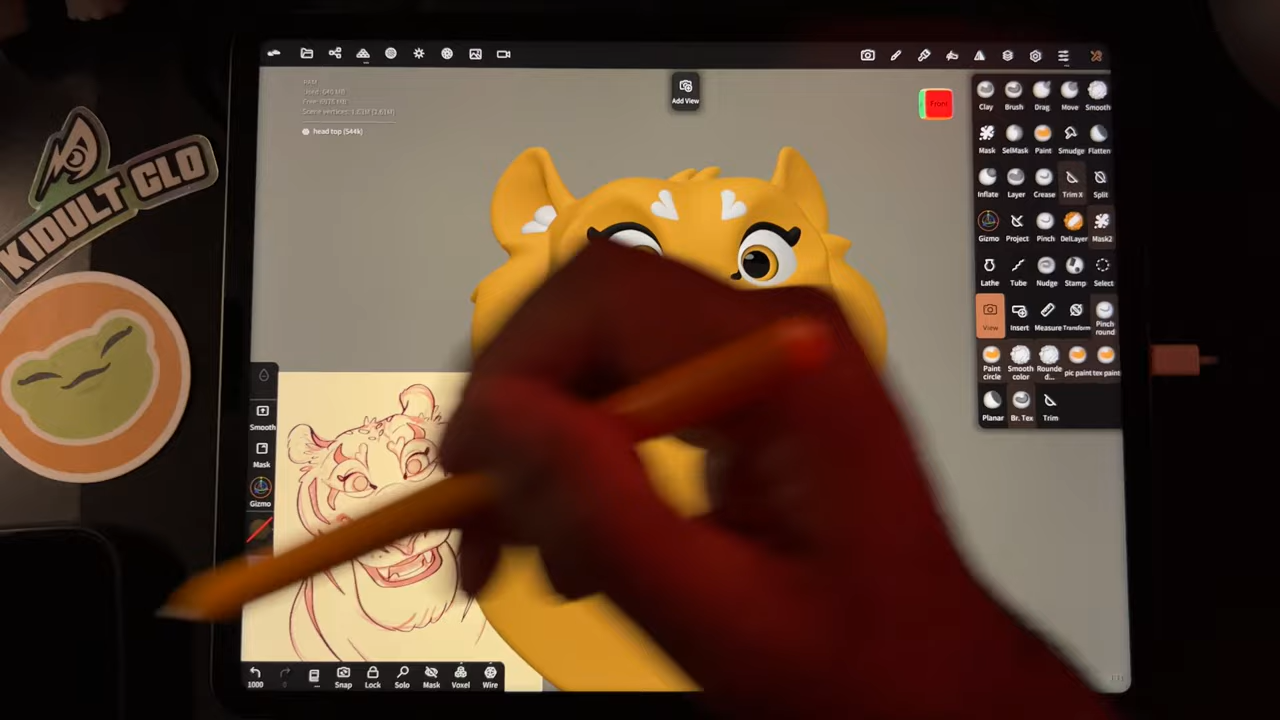 KIDULT CLO
Add View
Front
head top (544k)
Clay Brush Drag Move Smooth
Mask SelMask Paint Smudge Flatten
Inflate Layer Crease Trim X Split
Gizmo Project Pinch DelLayer Mask2
Lathe Tube Nudge Stamp Select
View Insert Measure Transform Pinch round
Paint circle Smooth color Rounde d... pic paint tex paint
Planar Br. Tex Trim
Smooth
Mask
Gizmo
1000 0 Snap Lock Solo Mask Voxel Wire